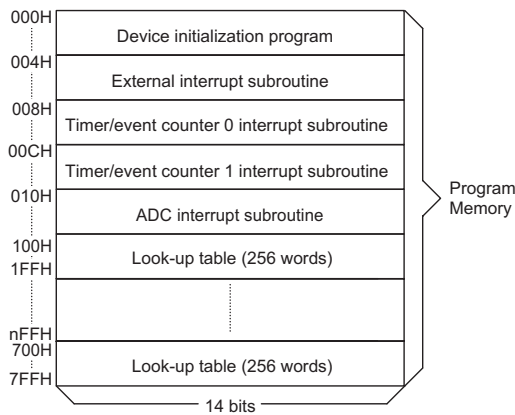 000H
Device initialization program
004H
External interrupt subroutine
008H
Timer/event counter 0 interrupt subroutine
00CH
Timer/event counter 1 interrupt subroutine
010H
ADC interrupt subroutine
100H
Look-up table (256 words)
1FFH
nFFH
700H
Look-up table (256 words)
7FFH
14 bits
Program
Memory